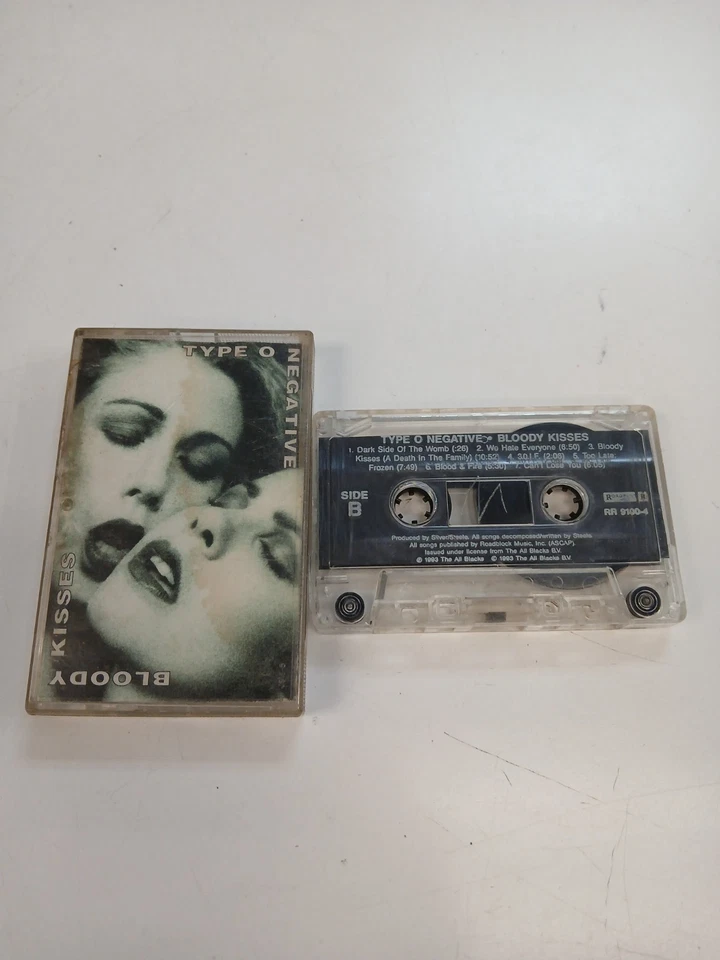 TYPE O NEGATIVE
BLOODY KISSES
TYPE O NEGATIVE • BLOODY KISSES
1. Dark Side Of The Womb (:26) 2. We Hate Everyone (6.50) 3. Bloody
Kisses (A Death In The Family) (10:52) 4. 3.0.I.F. (2:08) 5. Too Late:
Frozen (7.49) 6. Blood & Fire (5:30) 7. Can't Lose You (6:05)
SIDE
B
RR 9100-4
Produced by Silver/Steele. All songs decomposed/written by Steele.
All songs published by Roadblock Music, Inc. (ASCAP).
Issued under license from The All Blacks B.V.
℗ 1993 The All Blacks © 1993 The All Blacks B.V.